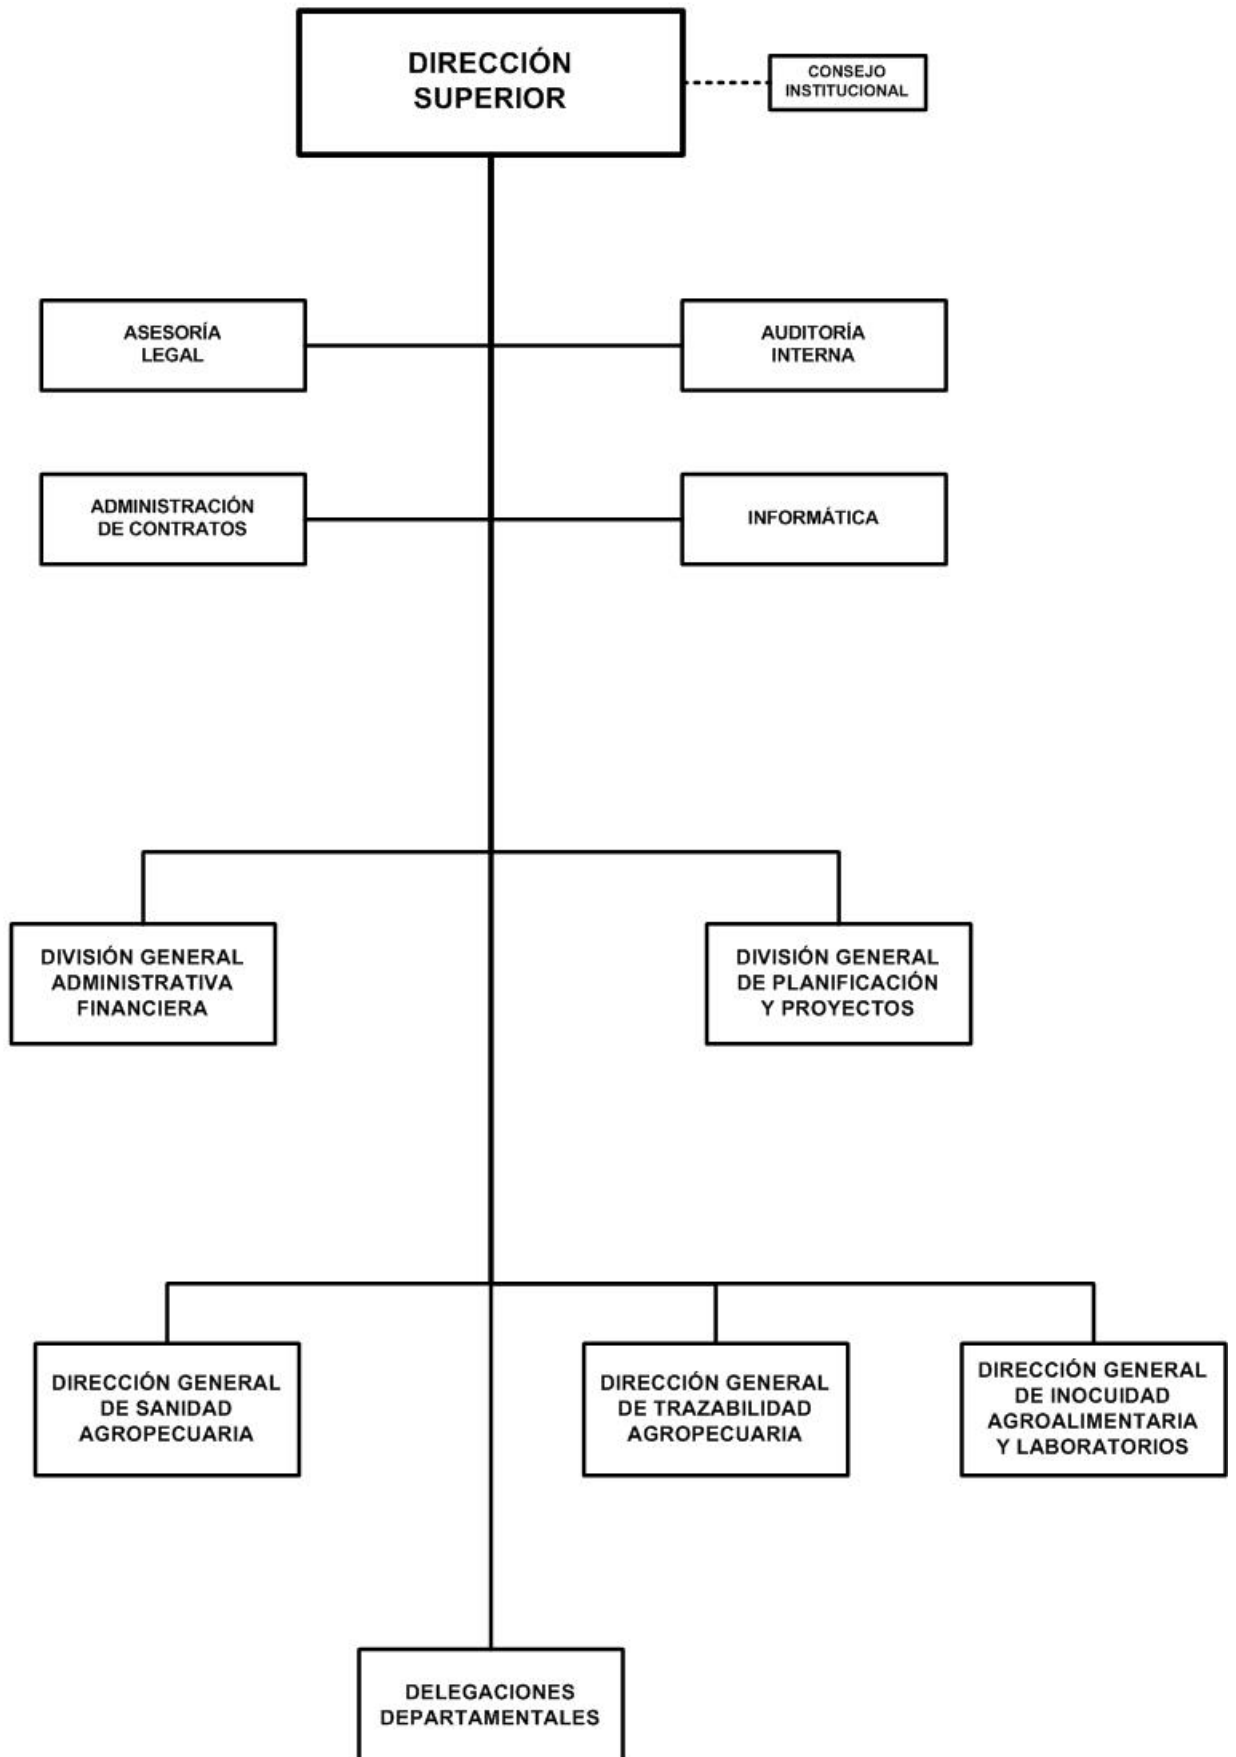 DIRECCIÓN
SUPERIOR
CONSEJO
INSTITUCIONAL
ASESORÍA
LEGAL
AUDITORÍA
INTERNA
ADMINISTRACIÓN
DE CONTRATOS
INFORMÁTICA
DIVISIÓN GENERAL
ADMINISTRATIVA
FINANCIERA
DIVISIÓN GENERAL
DE PLANIFICACIÓN
Y PROYECTOS
DIRECCIÓN GENERAL
DE SANIDAD
AGROPECUARIA
DIRECCIÓN GENERAL
DE TRAZABILIDAD
AGROPECUARIA
DIRECCIÓN GENERAL
DE INOCUIDAD
AGROALIMENTARIA
Y LABORATORIOS
DELEGACIONES
DEPARTAMENTALES